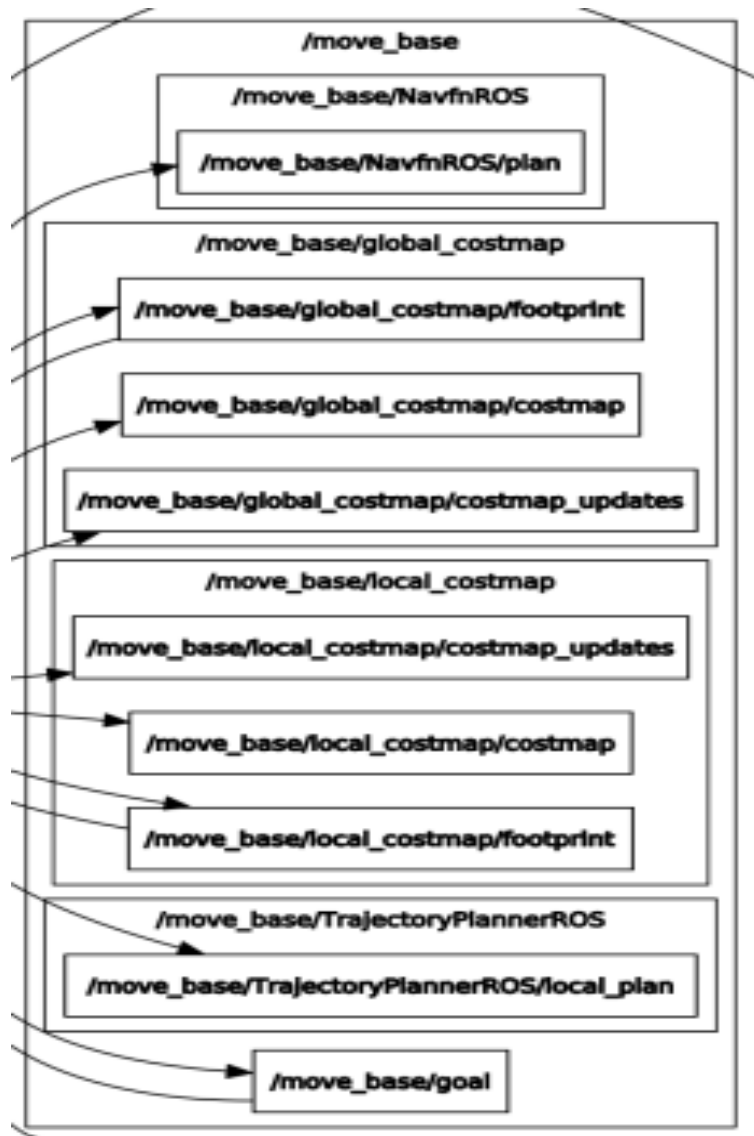 /move_base
/move_base/NavfnROS
/move_base/NavfnROS/plan
/move_base/global_costmap
/move_base/global_costmap/footprint
/move_base/global_costmap/costmap
/move_base/global_costmap/costmap_updates
/move_base/local_costmap
/move_base/local_costmap/costmap_updates
/move_base/local_costmap/costmap
/move_base/local_costmap/footprint
/move_base/TrajectoryPlannerROS
/move_base/TrajectoryPlannerROS/local_plan
/move_base/goal